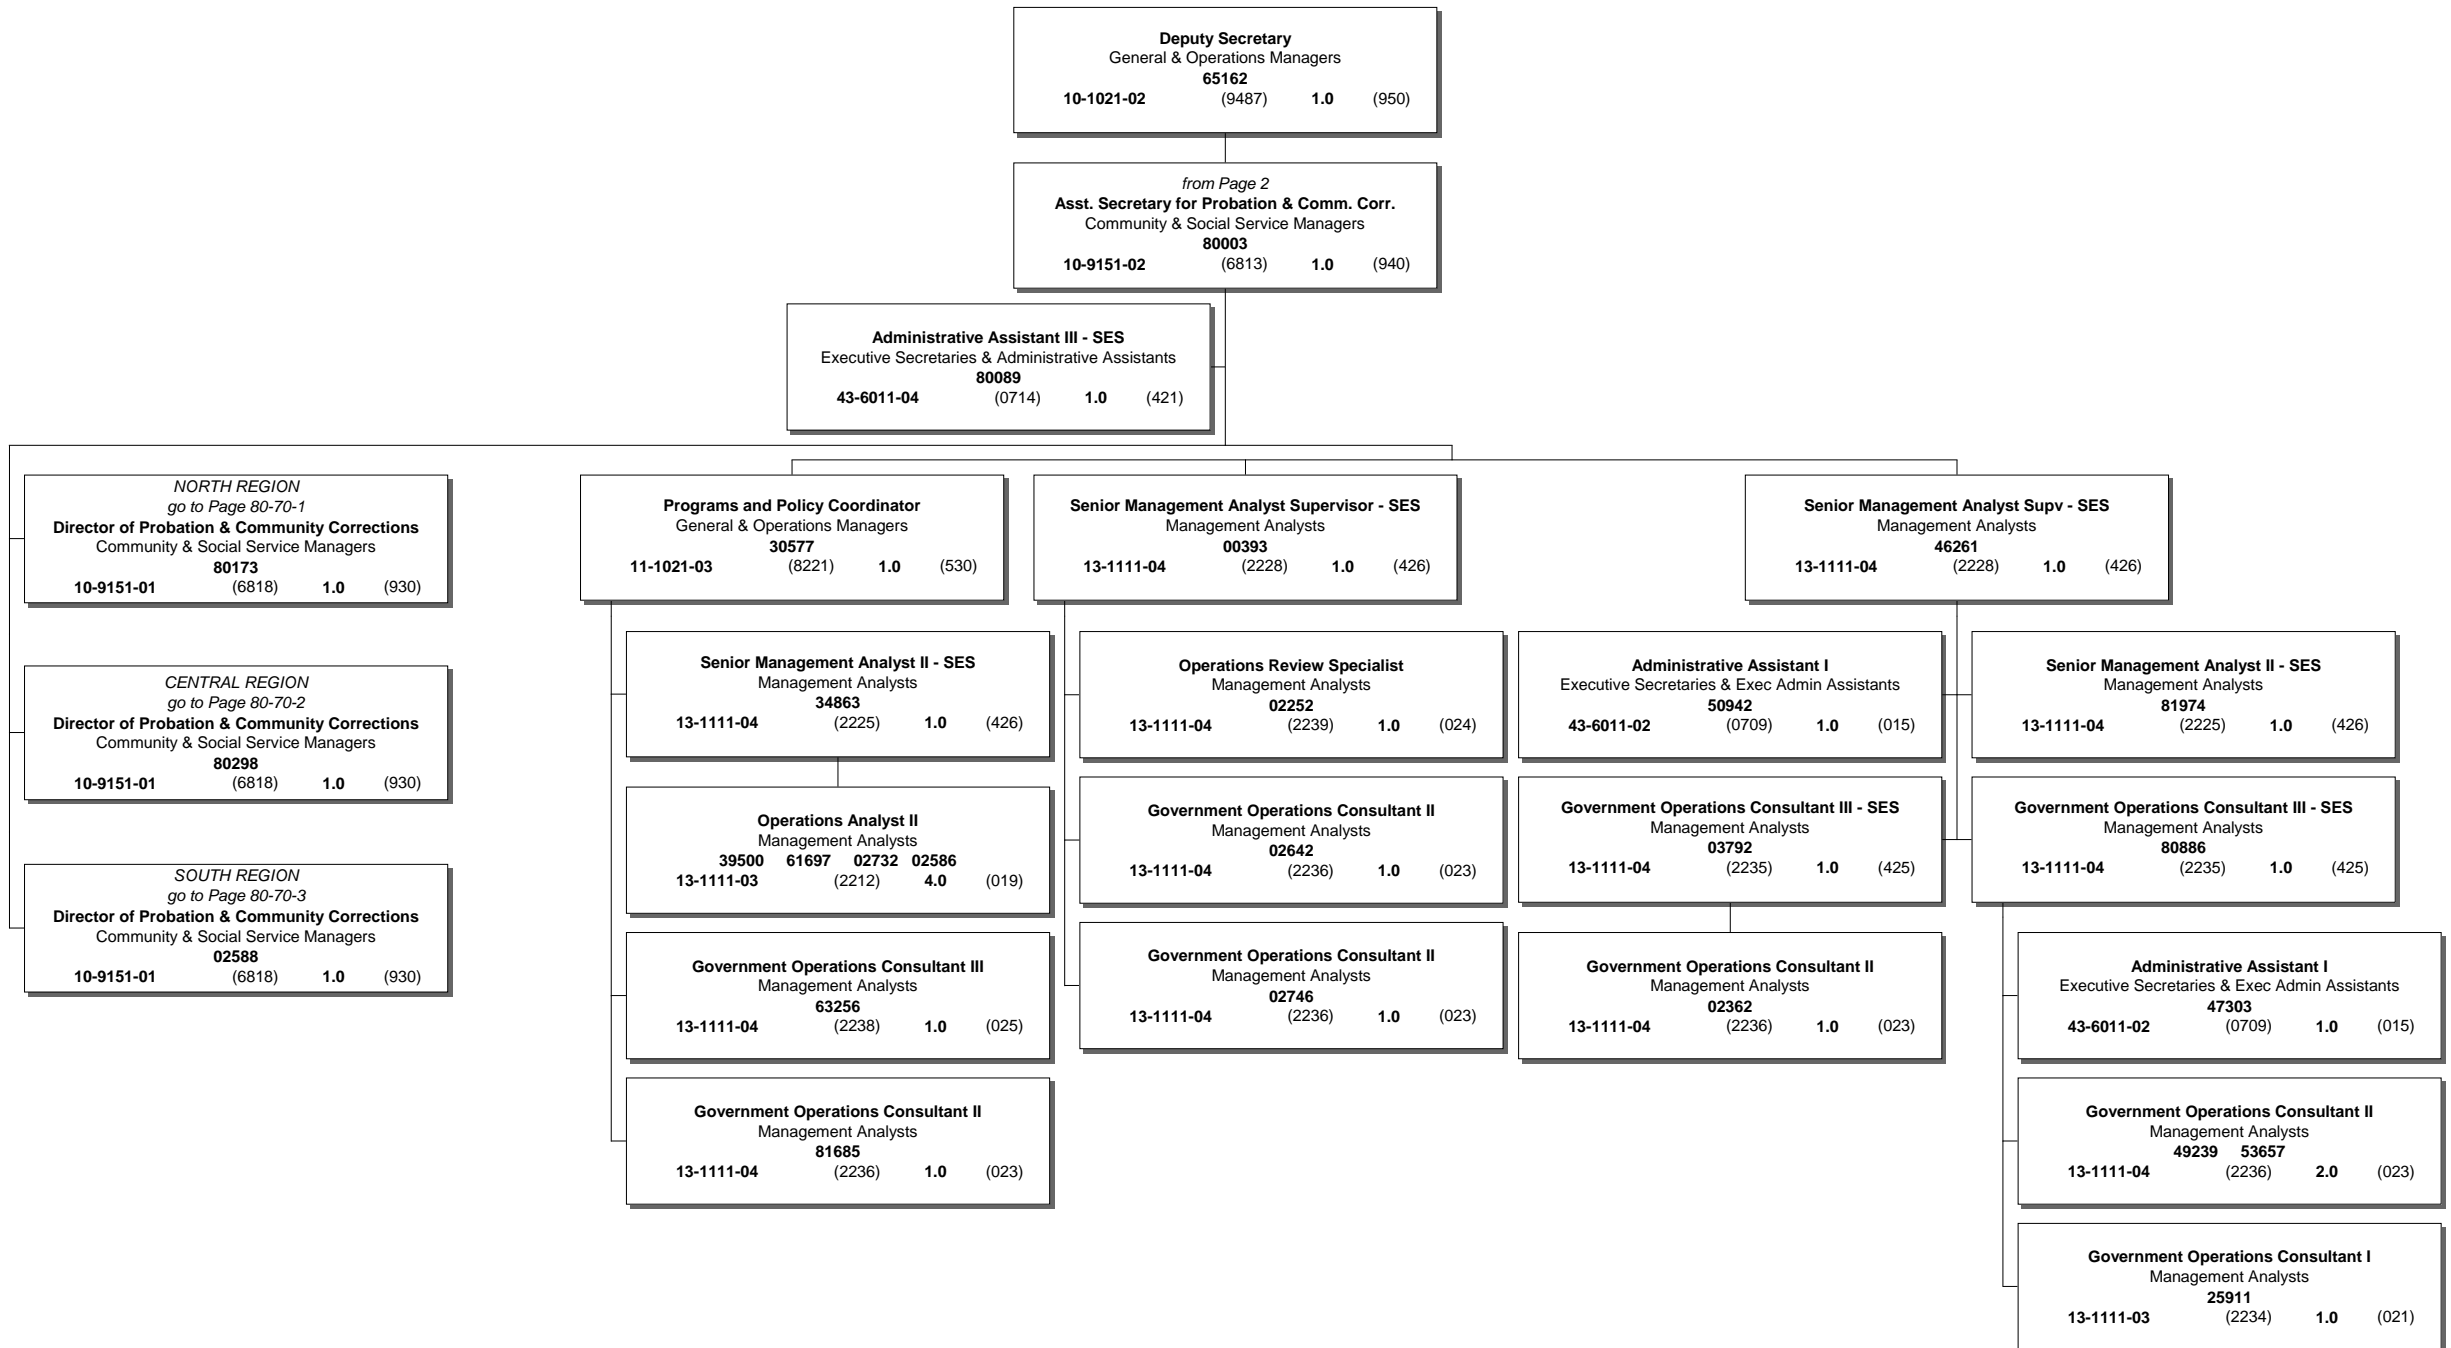 Deputy Secretary
General & Operations Managers
65162
10-1021-02 (9487) 1.0 (950)
from Page 2
Asst. Secretary for Probation & Comm. Corr.
Community & Social Service Managers
80003
10-9151-02 (6813) 1.0 (940)
Administrative Assistant III - SES
Executive Secretaries & Administrative Assistants
80089
43-6011-04 (0714) 1.0 (421)
NORTH REGION
go to Page 80-70-1
Director of Probation & Community Corrections
Community & Social Service Managers
80173
10-9151-01 (6818) 1.0 (930)
CENTRAL REGION
go to Page 80-70-2
Director of Probation & Community Corrections
Community & Social Service Managers
80298
10-9151-01 (6818) 1.0 (930)
SOUTH REGION
go to Page 80-70-3
Director of Probation & Community Corrections
Community & Social Service Managers
02588
10-9151-01 (6818) 1.0 (930)
Programs and Policy Coordinator
General & Operations Managers
30577
11-1021-03 (8221) 1.0 (530)
Senior Management Analyst II - SES
Management Analysts
34863
13-1111-04 (2225) 1.0 (426)
Operations Analyst II
Management Analysts
39500 61697 02732 02586
13-1111-03 (2212) 4.0 (019)
Government Operations Consultant III
Management Analysts
63256
13-1111-04 (2238) 1.0 (025)
Government Operations Consultant II
Management Analysts
81685
13-1111-04 (2236) 1.0 (023)
Senior Management Analyst Supervisor - SES
Management Analysts
00393
13-1111-04 (2228) 1.0 (426)
Operations Review Specialist
Management Analysts
02252
13-1111-04 (2239) 1.0 (024)
Government Operations Consultant II
Management Analysts
02642
13-1111-04 (2236) 1.0 (023)
Government Operations Consultant II
Management Analysts
02746
13-1111-04 (2236) 1.0 (023)
Senior Management Analyst Supv - SES
Management Analysts
46261
13-1111-04 (2228) 1.0 (426)
Administrative Assistant I
Executive Secretaries & Exec Admin Assistants
50942
43-6011-02 (0709) 1.0 (015)
Senior Management Analyst II - SES
Management Analysts
81974
13-1111-04 (2225) 1.0 (426)
Government Operations Consultant III - SES
Management Analysts
03792
13-1111-04 (2235) 1.0 (425)
Government Operations Consultant III - SES
Management Analysts
80886
13-1111-04 (2235) 1.0 (425)
Government Operations Consultant II
Management Analysts
02362
13-1111-04 (2236) 1.0 (023)
Administrative Assistant I
Executive Secretaries & Exec Admin Assistants
47303
43-6011-02 (0709) 1.0 (015)
Government Operations Consultant II
Management Analysts
49239 53657
13-1111-04 (2236) 2.0 (023)
Government Operations Consultant I
Management Analysts
25911
13-1111-03 (2234) 1.0 (021)